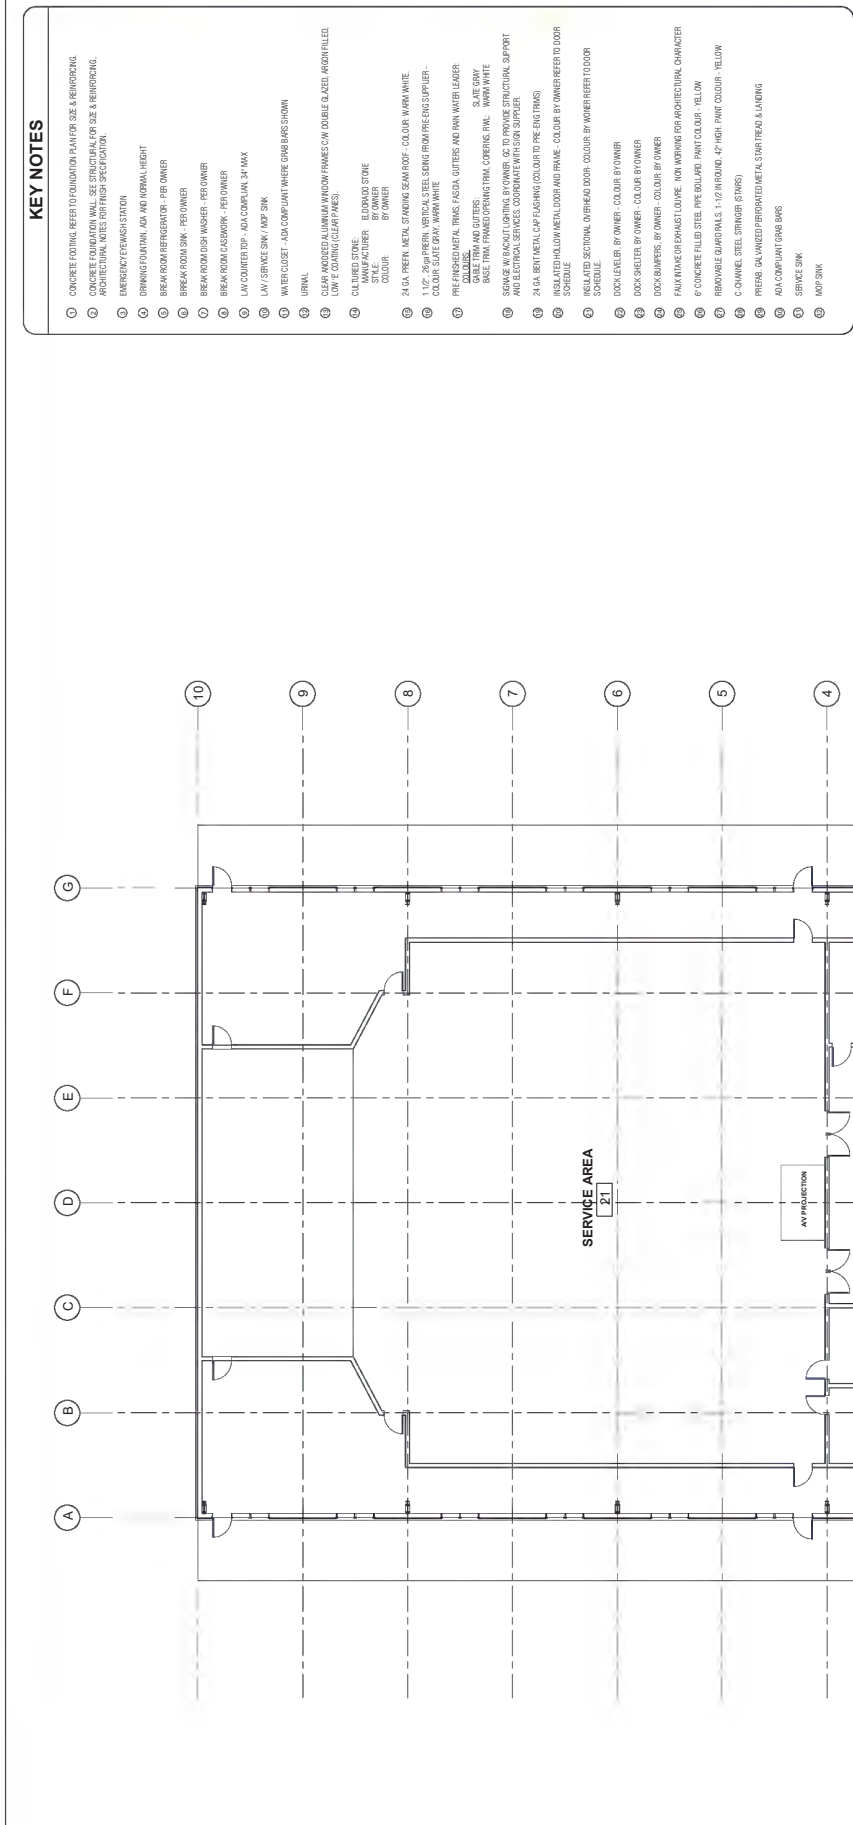 KEY NOTES
1 CONCRETE FOOTING. REFER TO FOUNDATION PLAN FOR SIZE & REINFORCING.
2 CONCRETE FOUNDATION WALL. SEE STRUCTURAL FOR SIZE & REINFORCING.
ARCHITECTURAL NOTES FOR FINISH SPECIFICATION.
3 EMERGENCY EYEWASH STATION
4 DRINKING FOUNTAIN, ADA AND NORMAL HEIGHT
5 BREAK ROOM REFRIGERATOR - PER OWNER
6 BRREAK ROOM SINK - PER OWNER
7 BREAK ROOM DISH WASHER - PER OWNER
8 BREAK ROOM CASEWORK - PER OWNER
9 LAV COUNTER TOP - ADA COMPLIAN, 34" MAX
10 LAV / SERVICE SINK / MOP SINK
11 WATER CLOSET - ADA COMPLIANT WHERE GRAB BARS SHOWN
12 URINAL
13 CLEAR ANODIZED ALUMINIUM WINDOW FRAMES C/W DOUBLE GLAZED, ARGON FILLED,
LOW 'E' COATING (CLEAR PANES).
14 CULTURED STONE:
MANUFACTURER: ELDORADO STONE
STYLE: BY OWNER
COLOUR: BY OWNER
15 24 GA. PREFIN. METAL STANDING SEAM ROOF - COLOUR: WARM WHITE.
16 1 1/2", 26 ga PREFIN. VERTICAL STEEL SIDING FROM PRE-ENG SUPPLIER -
COLOUR: SLATE GRAY, WARM WHITE
17 PRE-FINISHED METAL TRIMS, FASCIA, GUTTERS AND RAIN WATER LEADER:
COLOURS:
GABLE TRIM AND GUTTERS: SLATE GRAY
BASE TRIM, FRAMED OPENING TRIM, CORNERS, RWL: WARM WHITE
18 SIGNAGE W/ BACKLIT LIGHTING, BY OWNER. GC TO PROVIDE STRUCTURAL SUPPORT
AND ELECTRICAL SERVICES. COORDINATE WITH SIGN SUPPLIER.
19 24 GA. BENT METAL CAP FLASHING (COLOUR TO PRE-ENG TRIMS)
20 INSULATED HOLLOW METAL DOOR AND FRAME - COLOUR: BY OWNER REFER TO DOOR
SCHEDULE
21 INSULATED SECTIONAL OVERHEAD DOOR - COLOUR: BY WONER REFER TO DOOR
SCHEDULE.
22 DOCK LEVELER, BY OWNER - COLOUR: BY OWNER
23 DOCK SHELTER, BY OWNER - COLOUR: BY OWNER
24 DOCK BUMPERS, BY OWNER - COLOUR: BY OWNER
25 FAUX INTAKE OR EXHAUST LOUVRE. NON WORKING FOR ARCHITECTURAL CHARACTER
26 6" CONCRETE FILLED STEEL PIPE BOLLARD. PAINT COLOUR - YELLOW
27 REMOVABLE GUARD RAILS. 1-1/2 IN ROUND, 42" HIGH. PAINT COLOUR - YELLOW
28 C-CHANNEL STEEL STRINGER (STAIRS)
29 PREFAB. GALVANIZED PERFORATED METAL STAIR TREAD & LANDING
30 ADA COMPLIANT GRAB BARS
31 SERVICE SINK
32 MOP SINK
A
B
C
D
E
F
G
10
9
8
7
6
5
4
SERVICE AREA
21
A/V PROJECTION